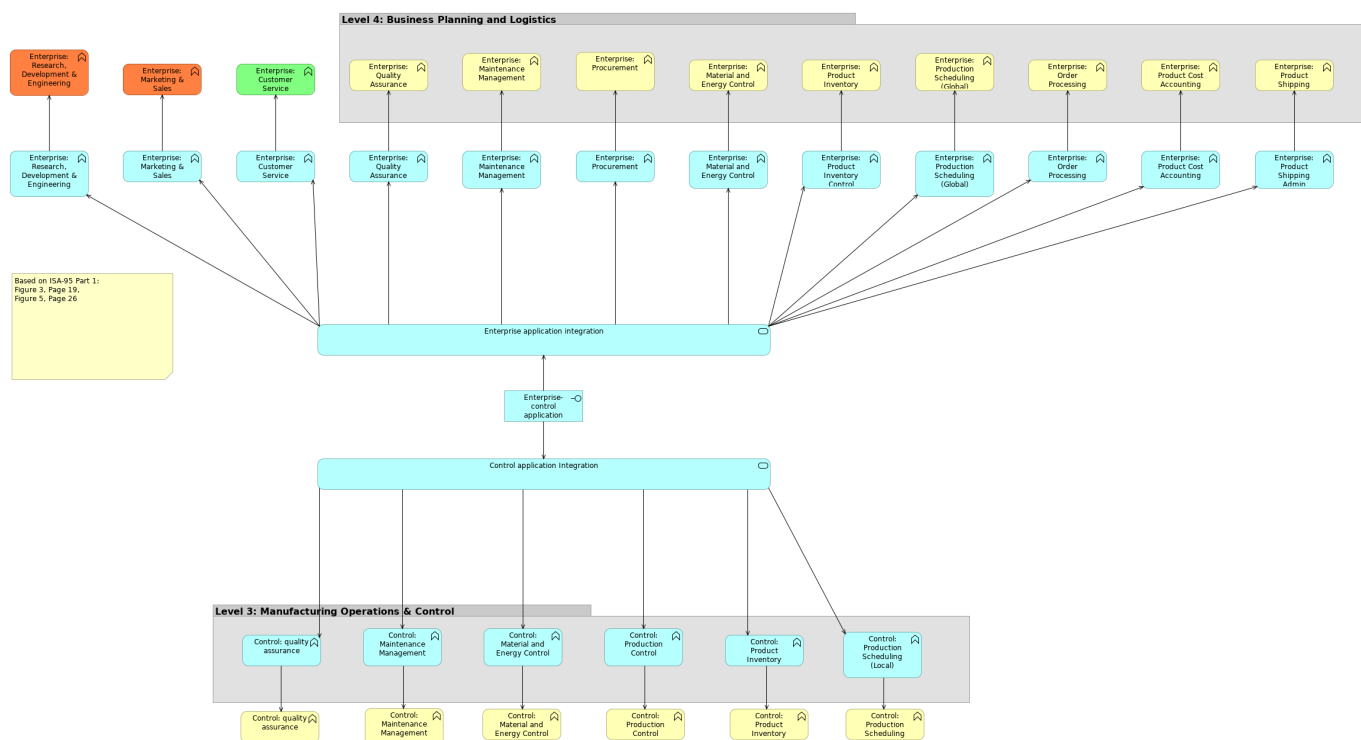 Level 4: Business Planning and Logistics
Enterprise:
Research,
Development &
Engineering
Enterprise:
Marketing &
Sales
Enterprise:
Customer
Service
Enterprise:
Quality
Assurance
Enterprise:
Maintenance
Management
Enterprise:
Procurement
Enterprise:
Material and
Energy Control
Enterprise:
Product
Inventory
Enterprise:
Production
Scheduling
(Global)
Enterprise:
Order
Processing
Enterprise:
Product Cost
Accounting
Enterprise:
Product
Shipping
Enterprise:
Research,
Development &
Engineering
Enterprise:
Marketing &
Sales
Enterprise:
Customer
Service
Enterprise:
Quality
Assurance
Enterprise:
Maintenance
Management
Enterprise:
Procurement
Enterprise:
Material and
Energy Control
Enterprise:
Product
Inventory
Control
Enterprise:
Production
Scheduling
(Global)
Enterprise:
Order
Processing
Enterprise:
Product Cost
Accounting
Enterprise:
Product
Shipping
Admin
Based on ISA-95 Part 1:
Figure 3, Page 19,
Figure 5, Page 26
Enterprise application integration
Enterprise-
control
application
Control application Integration
Level 3: Manufacturing Operations & Control
Control: quality
assurance
Control:
Maintenance
Management
Control:
Material and
Energy Control
Control:
Production
Control
Control:
Product
Inventory
Control:
Production
Scheduling
(Local)
Control: quality
assurance
Control:
Maintenance
Management
Control:
Material and
Energy Control
Control:
Production
Control
Control:
Product
Inventory
Control:
Production
Scheduling